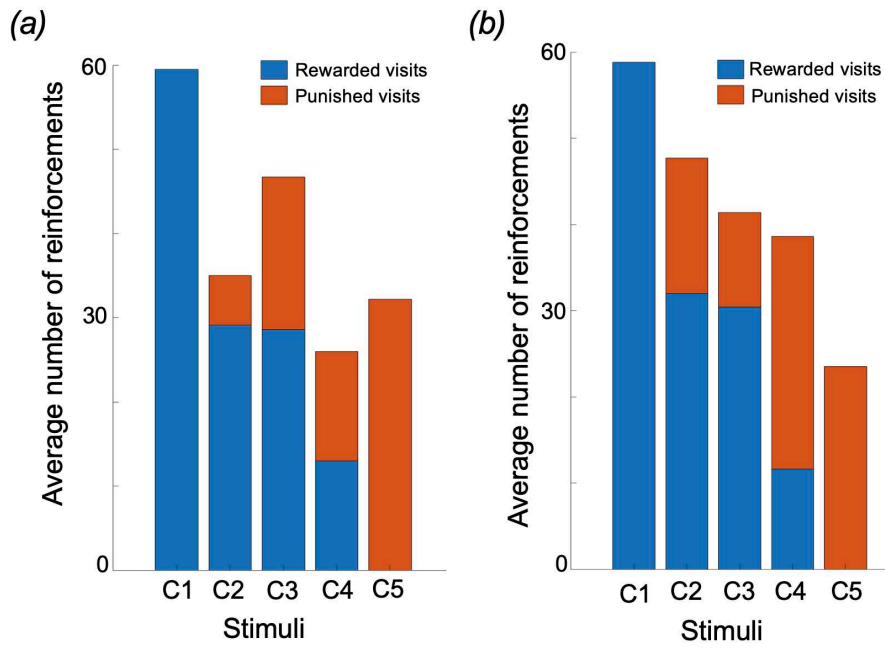 (a)
60
30
0
Average number of reinforcements
Rewarded visits
Punished visits
C1 C2 C3 C4 C5
Stimuli
(b)
60
30
0
Average number of reinforcements
Rewarded visits
Punished visits
C1 C2 C3 C4 C5
Stimuli